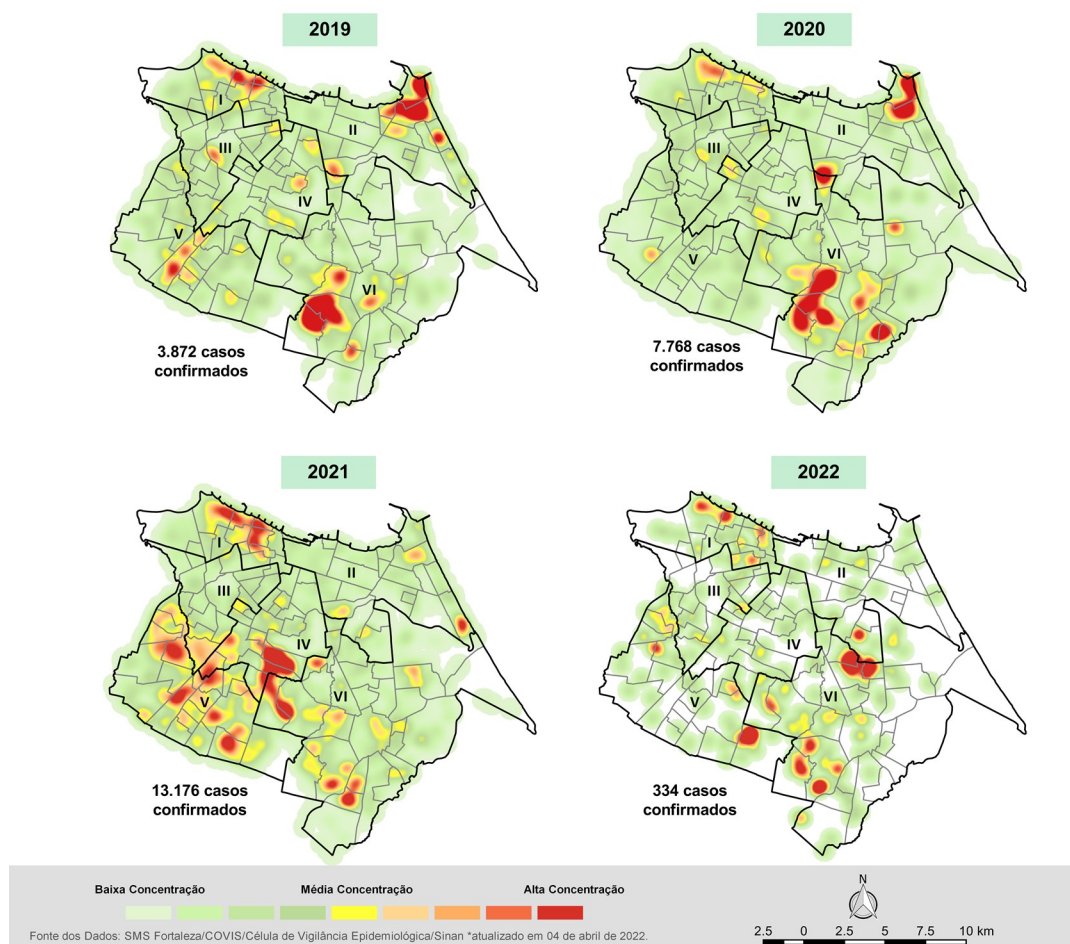 2019
2020
I
II
III
IV
V
VI
3.872 casos
confirmados
I
II
III
IV
V
VI
7.768 casos
confirmados
2021
2022
I
II
III
IV
V
VI
13.176 casos
confirmados
I
II
III
IV
V
VI
334 casos
confirmados
Baixa Concentração
Média Concentração
Alta Concentração
N
2.5 0 2.5 5 7.5 10 km
Fonte dos Dados: SMS Fortaleza/COVIS/Célula de Vigilância Epidemiológica/Sinan *atualizado em 04 de abril de 2022.